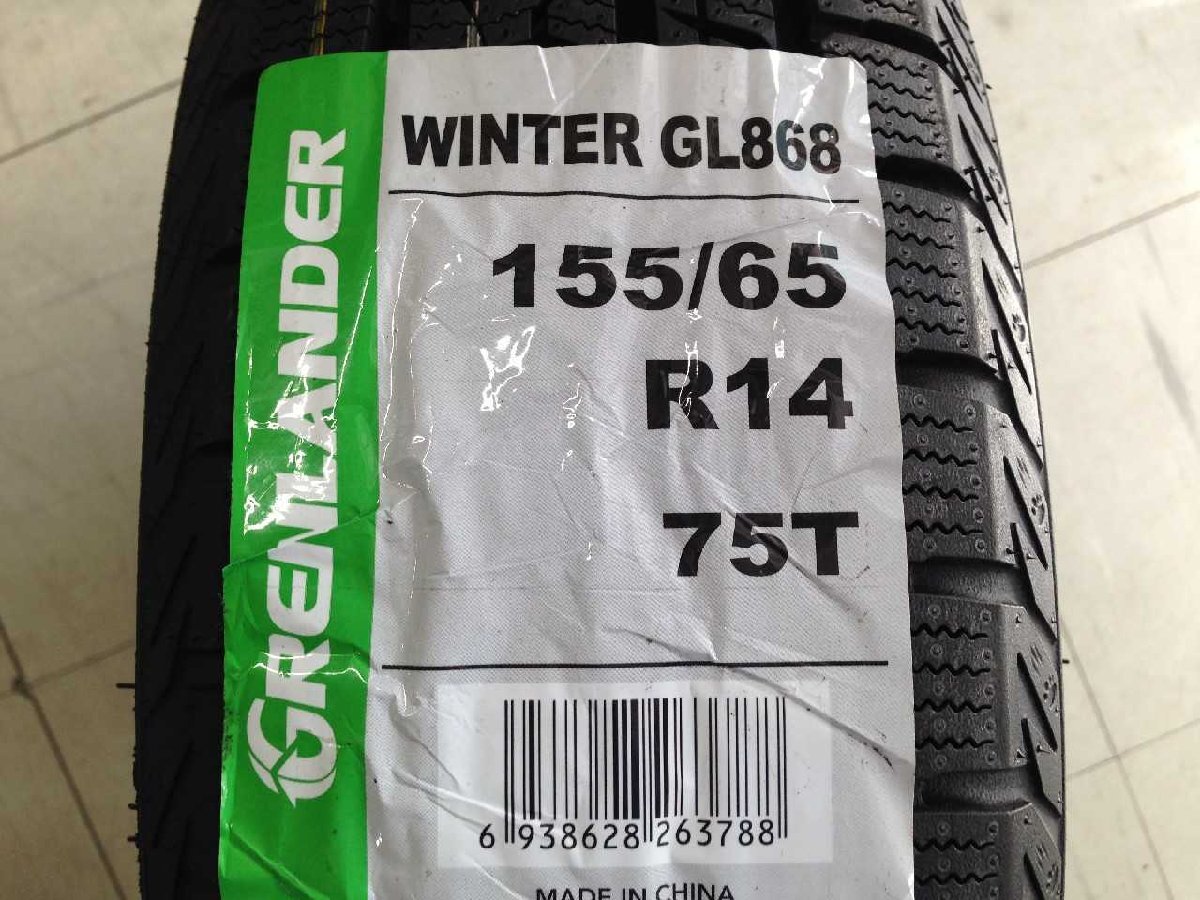 GRENLANDER
WINTER GL868
155/65
R14
75T
6 938628 263788
MADE IN CHINA